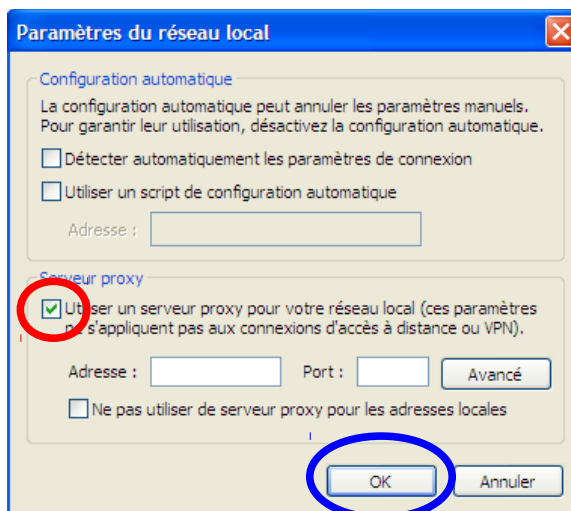 Paramètres du réseau local
Configuration automatique
La configuration automatique peut annuler les paramètres manuels.
Pour garantir leur utilisation, désactivez la configuration automatique.
Détecter automatiquement les paramètres de connexion
Utiliser un script de configuration automatique
Adresse :
Serveur proxy
Utiliser un serveur proxy pour votre réseau local (ces paramètres
ne s'appliquent pas aux connexions d'accès à distance ou VPN).
Adresse : Port : Avancé
Ne pas utiliser de serveur proxy pour les adresses locales
OK Annuler